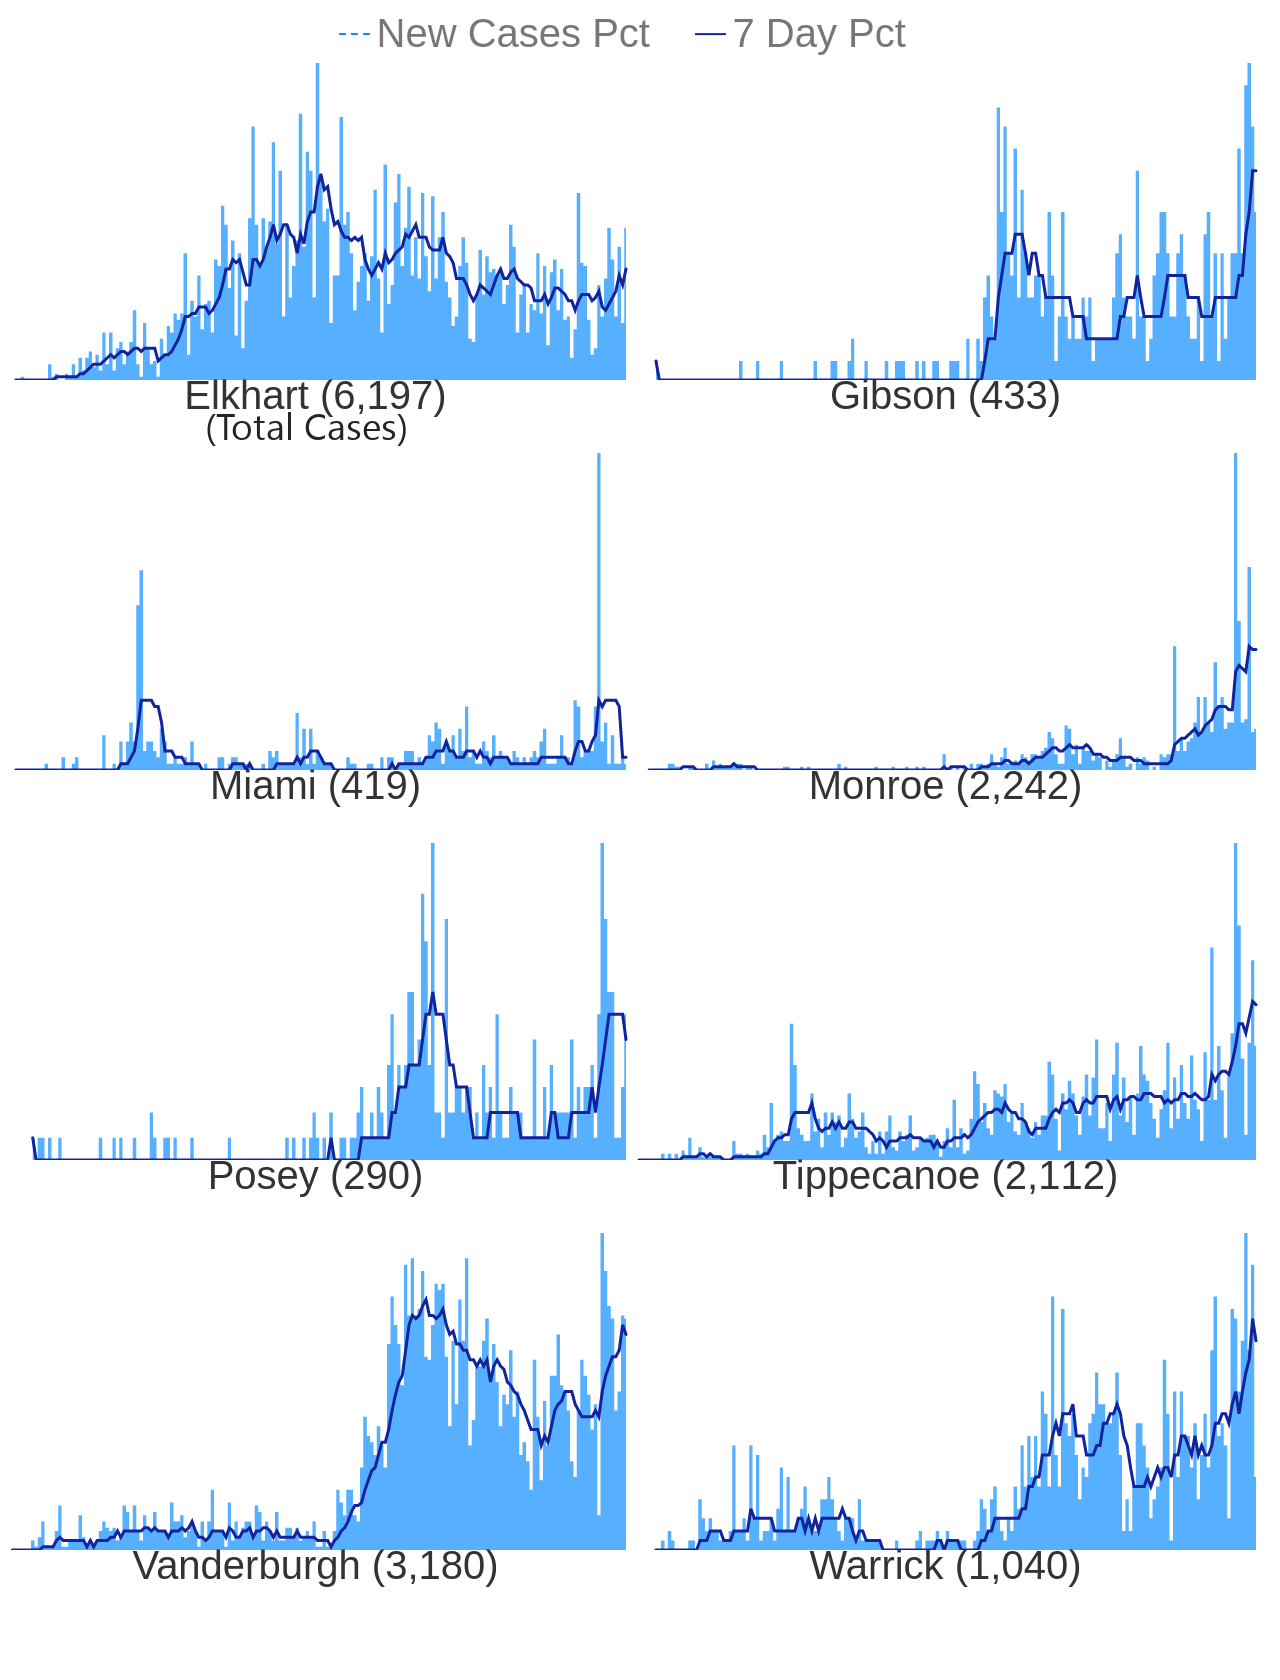 New Cases Pct 7 Day Pct
Elkhart (6,197) Gibson (433)
(Total Cases)
Miami (419) Monroe (2,242)
Posey (290) Tippecanoe (2,112)
Vanderburgh (3,180) Warrick (1,040)